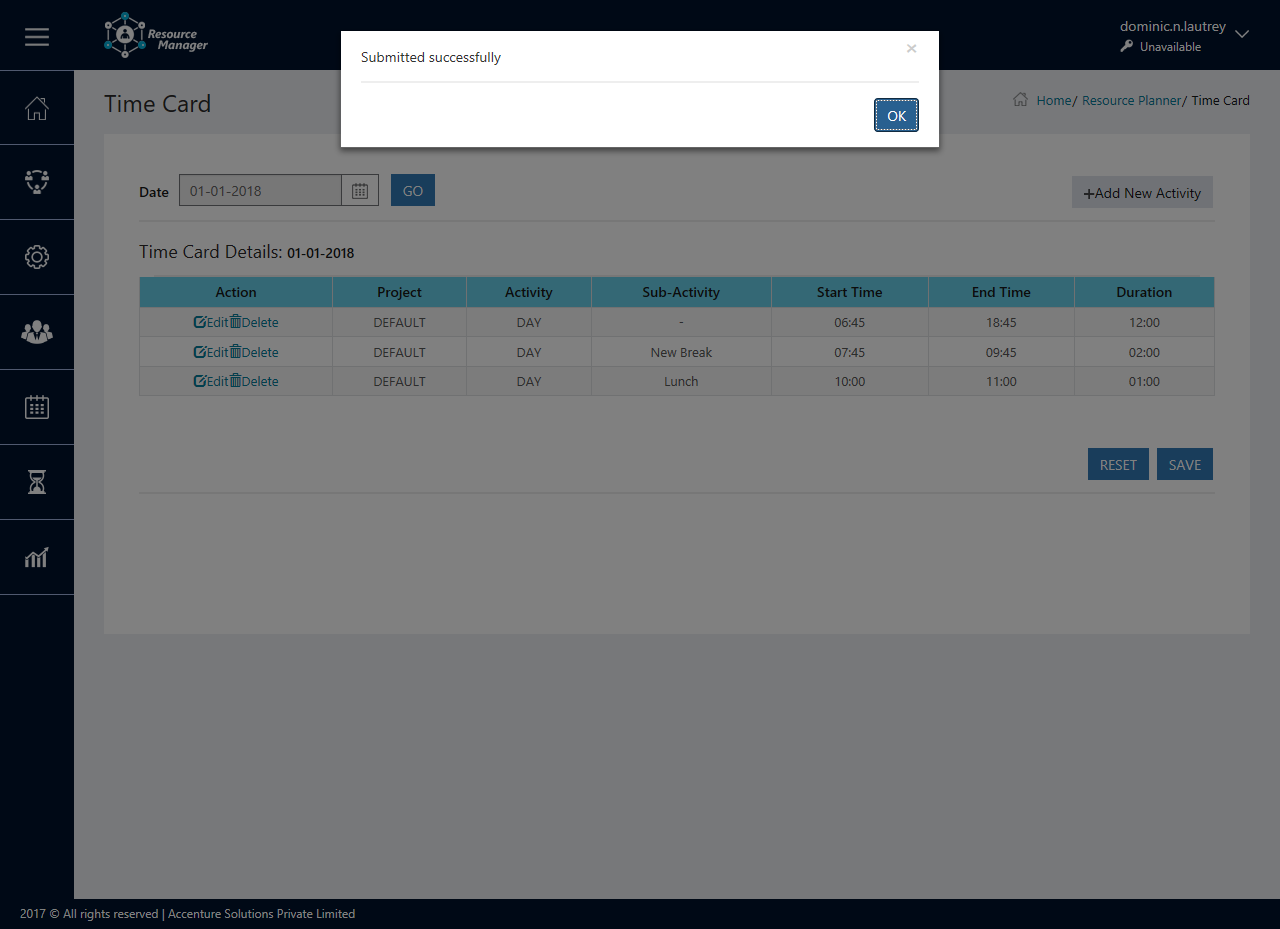 Resource
Manager
dominic.n.lautrey
Unavailable
Submitted successfully
×
OK
Time Card
Home/ Resource Planner/ Time Card
Date 01-01-2018 GO
+Add New Activity
Time Card Details: 01-01-2018
Action Project Activity Sub-Activity Start Time End Time Duration
Edit Delete DEFAULT DAY - 06:45 18:45 12:00
Edit Delete DEFAULT DAY New Break 07:45 09:45 02:00
Edit Delete DEFAULT DAY Lunch 10:00 11:00 01:00
RESET SAVE
2017 © All rights reserved | Accenture Solutions Private Limited